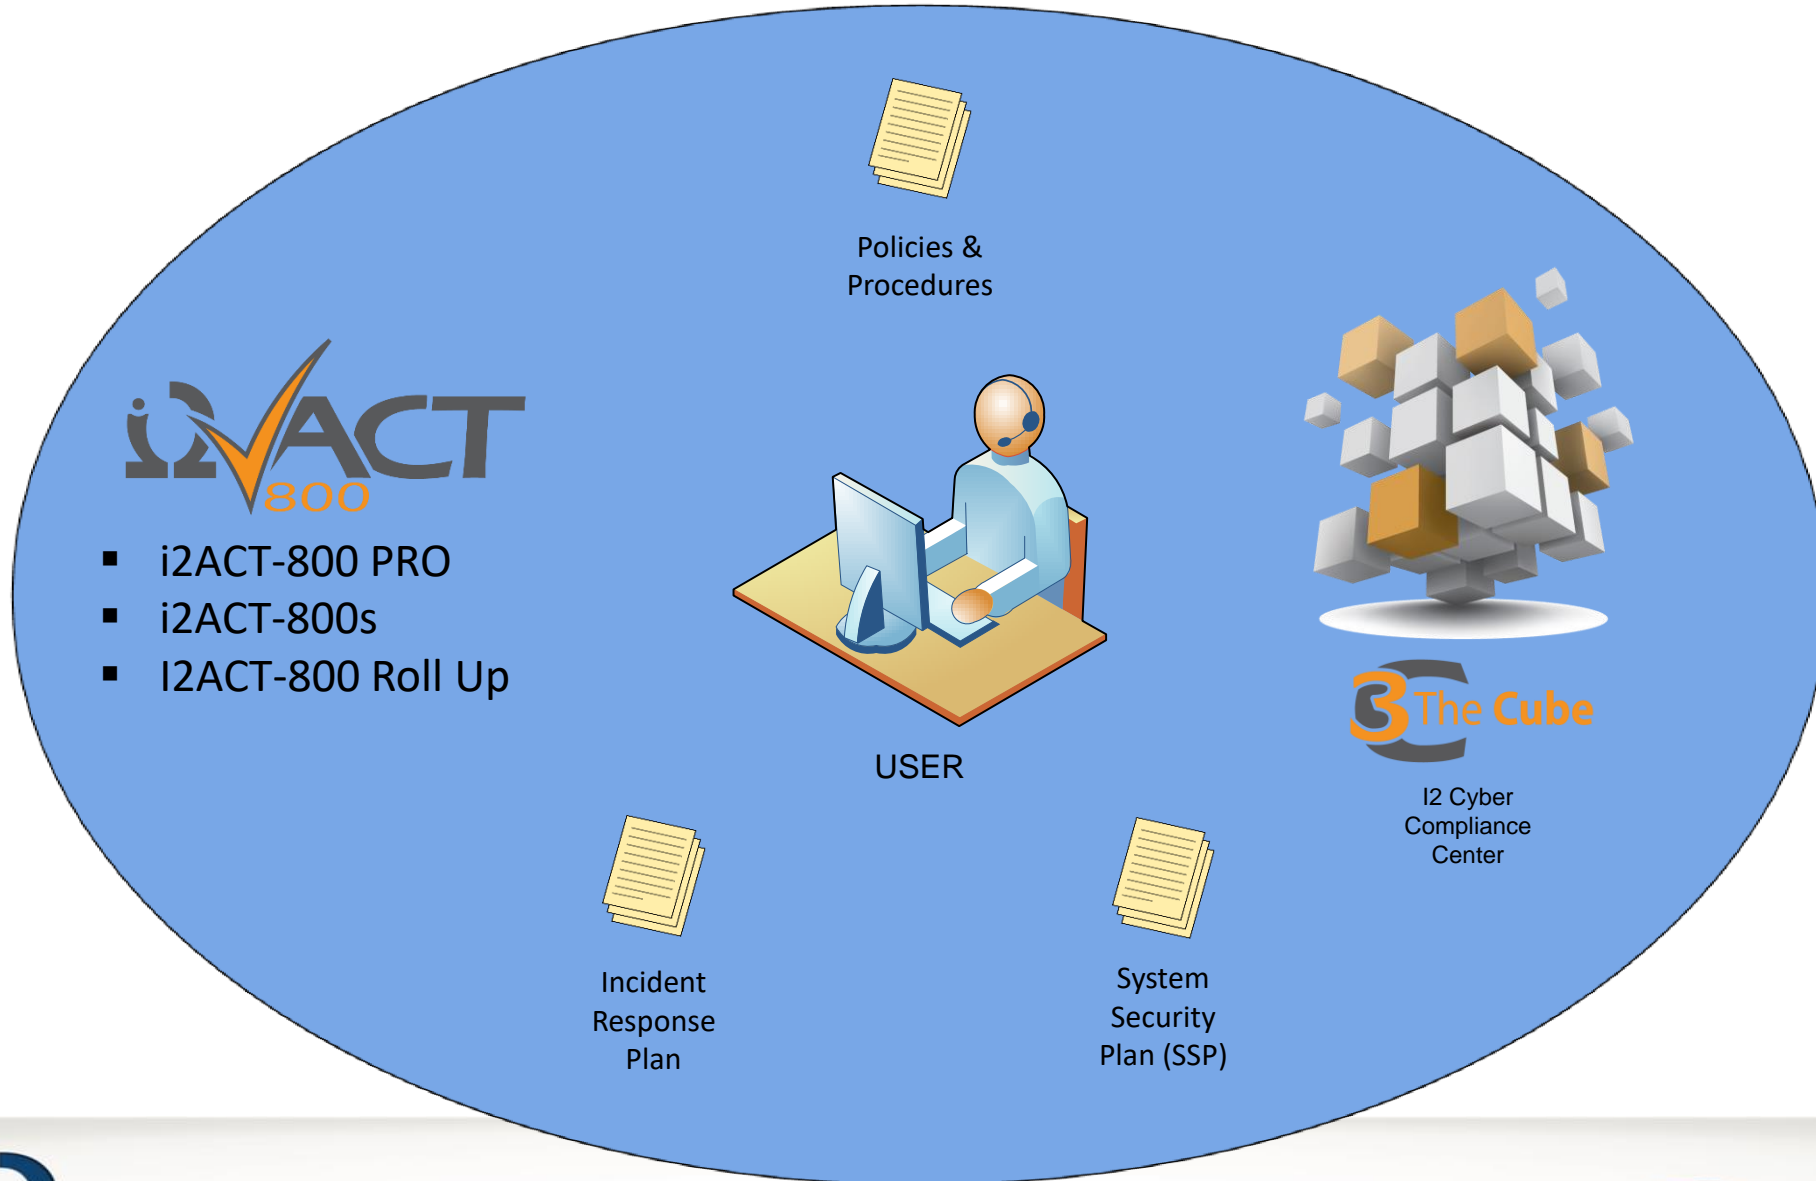 Policies &
Procedures
i2ACT
800
▪ i2ACT-800 PRO
▪ i2ACT-800s
▪ I2ACT-800 Roll Up
USER
C3 The Cube
I2 Cyber
Compliance
Center
Incident
Response
Plan
System
Security
Plan (SSP)